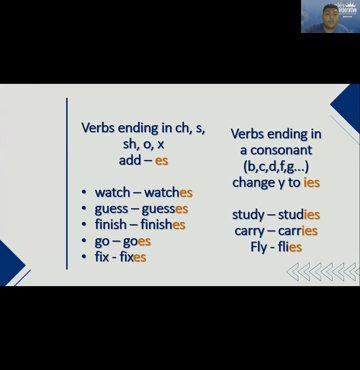 Verbs ending in ch, s,
sh, o, x
add – es
• watch – watches
• guess – guesses
• finish – finishes
• go – goes
• fix - fixes
Verbs ending in
a consonant
(b,c,d,f,g...)
change y to ies
study – studies
carry – carries
Fly - flies